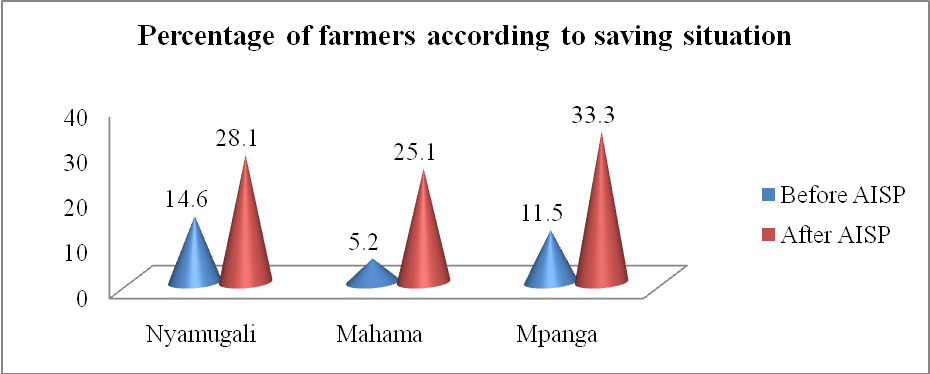 Percentage of farmers according to saving situation
40
30
20
10
0
14.6
28.1
5.2
25.1
11.5
33.3
Nyamugali
Mahama
Mpanga
Before AISP
After AISP